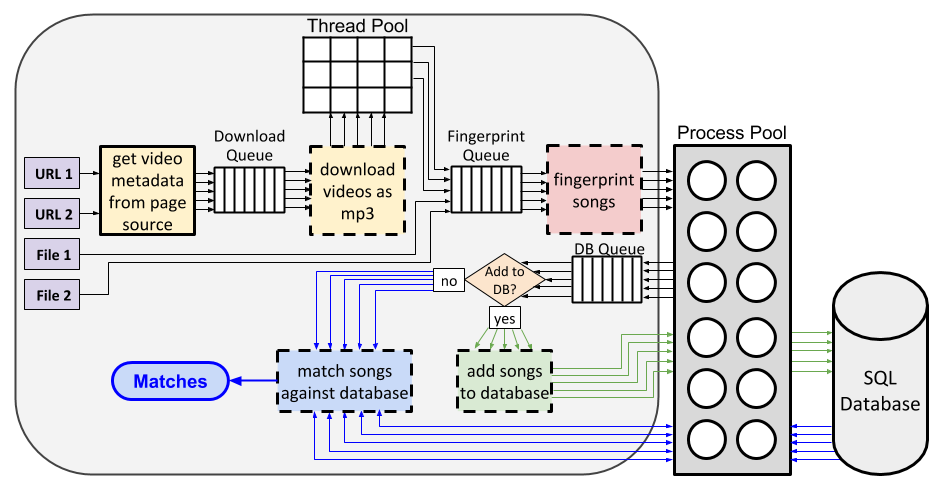 Thread Pool
Download
Queue
Fingerprint
Queue
Process Pool
URL 1
URL 2
File 1
File 2
get video
metadata
from page
source
download
videos as
mp3
fingerprint
songs
DB Queue
Add to
DB?
no
yes
Matches
match songs
against database
add songs
to database
SQL
Database